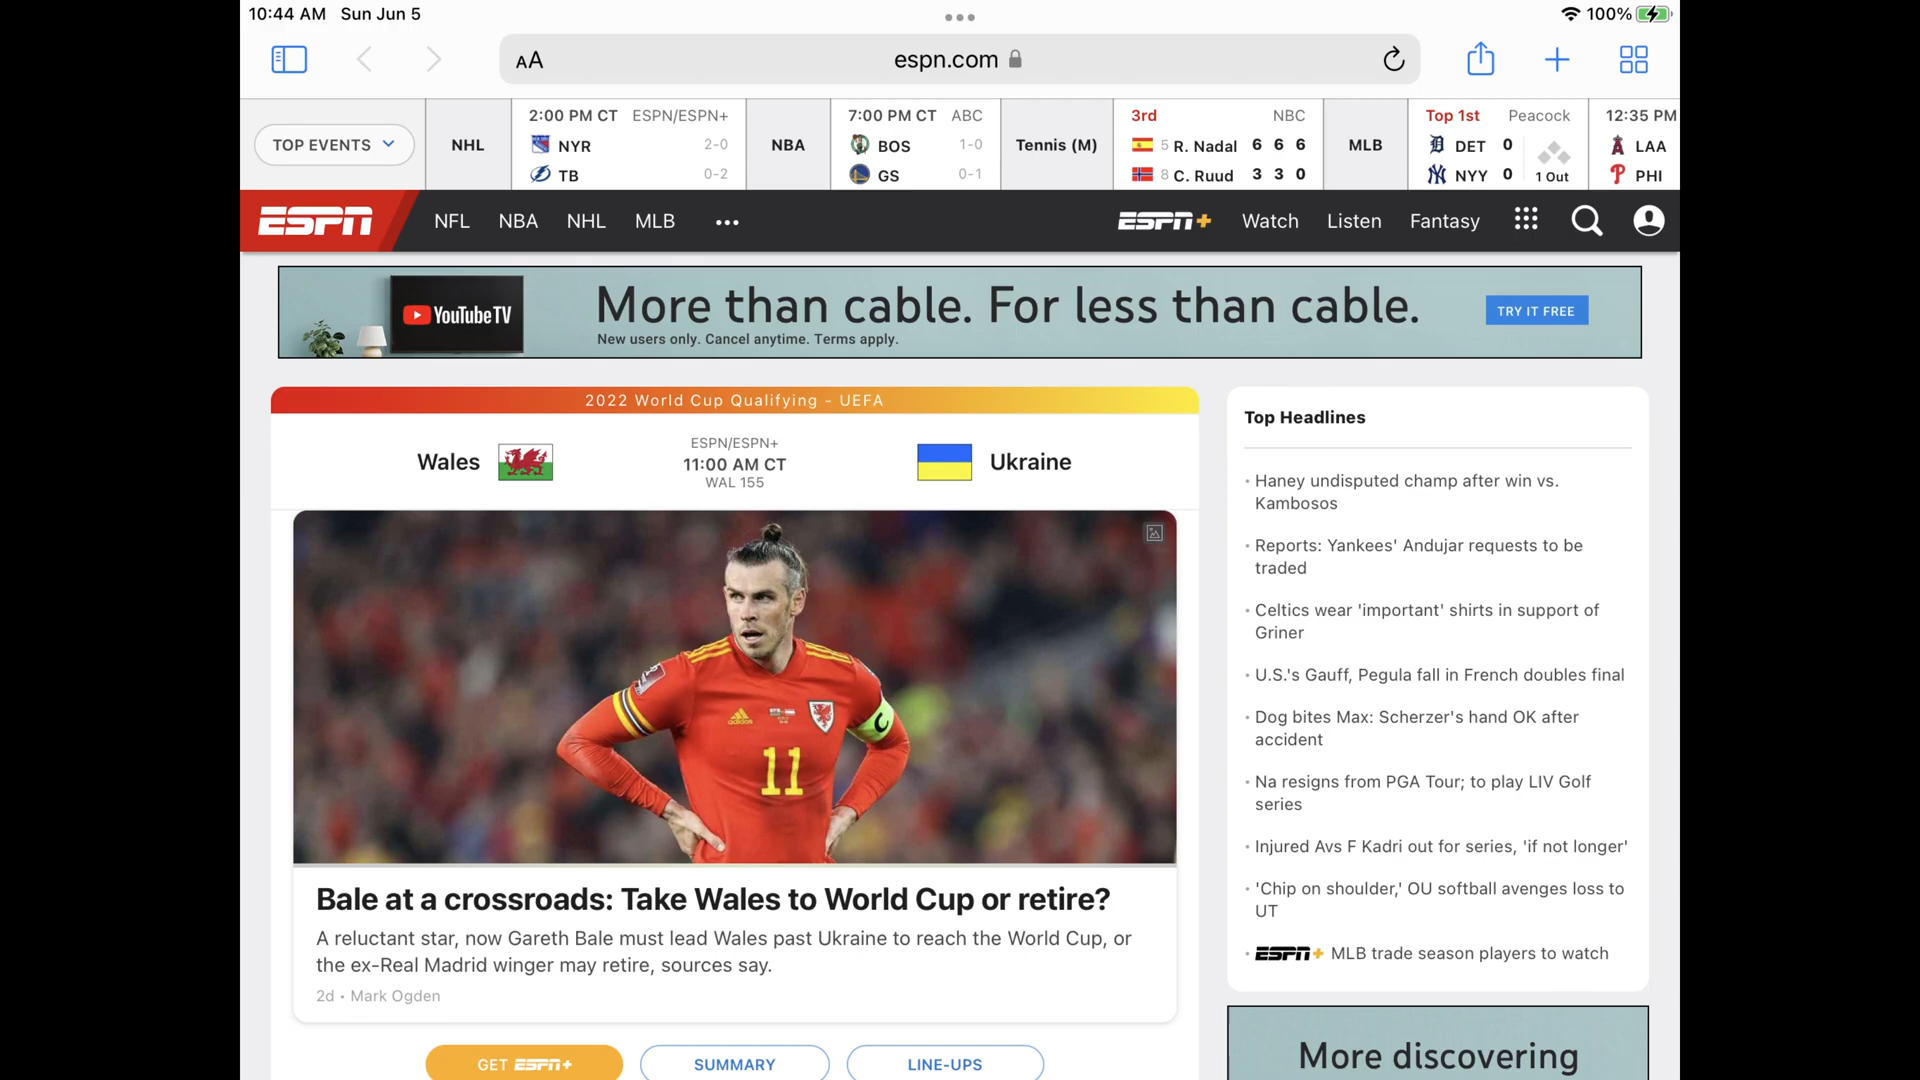 10:44 AM Sun Jun 5
100%
AA
espn.com
TOP EVENTS
NHL
2:00 PM CT ESPN/ESPN+
NYR 2-0
TB 0-2
NBA
7:00 PM CT ABC
BOS 1-0
GS 0-1
Tennis (M)
3rd NBC
5 R. Nadal 6 6 6
8 C. Ruud 3 3 0
MLB
Top 1st Peacock
DET 0
NYY 0
1 Out
12:35 PM
LAA
PHI
ESPN NFL NBA NHL MLB ••• ESPN+ Watch Listen Fantasy
YouTubeTV
More than cable. For less than cable.
New users only. Cancel anytime. Terms apply.
TRY IT FREE
2022 World Cup Qualifying - UEFA
Wales
ESPN/ESPN+
11:00 AM CT
WAL 155
Ukraine
adidas
C
11
Bale at a crossroads: Take Wales to World Cup or retire?
A reluctant star, now Gareth Bale must lead Wales past Ukraine to reach the World Cup, or
the ex-Real Madrid winger may retire, sources say.
2d • Mark Ogden
GET ESPN+
SUMMARY
LINE-UPS
Top Headlines
• Haney undisputed champ after win vs.
Kambosos
• Reports: Yankees' Andujar requests to be
traded
• Celtics wear 'important' shirts in support of
Griner
• U.S.'s Gauff, Pegula fall in French doubles final
• Dog bites Max: Scherzer's hand OK after
accident
• Na resigns from PGA Tour; to play LIV Golf
series
• Injured Avs F Kadri out for series, 'if not longer'
• 'Chip on shoulder,' OU softball avenges loss to
UT
• ESPN+ MLB trade season players to watch
More discovering